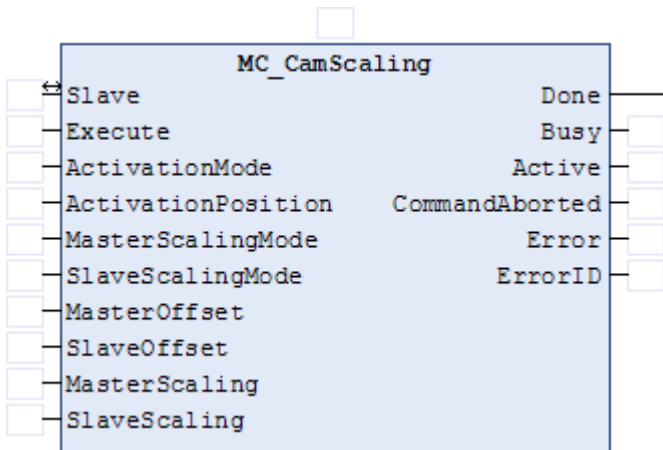 MC_CamScaling
Slave Done
Execute Busy
ActivationMode Active
ActivationPosition CommandAborted
MasterScalingMode Error
SlaveScalingMode ErrorID
MasterOffset
SlaveOffset
MasterScaling
SlaveScaling